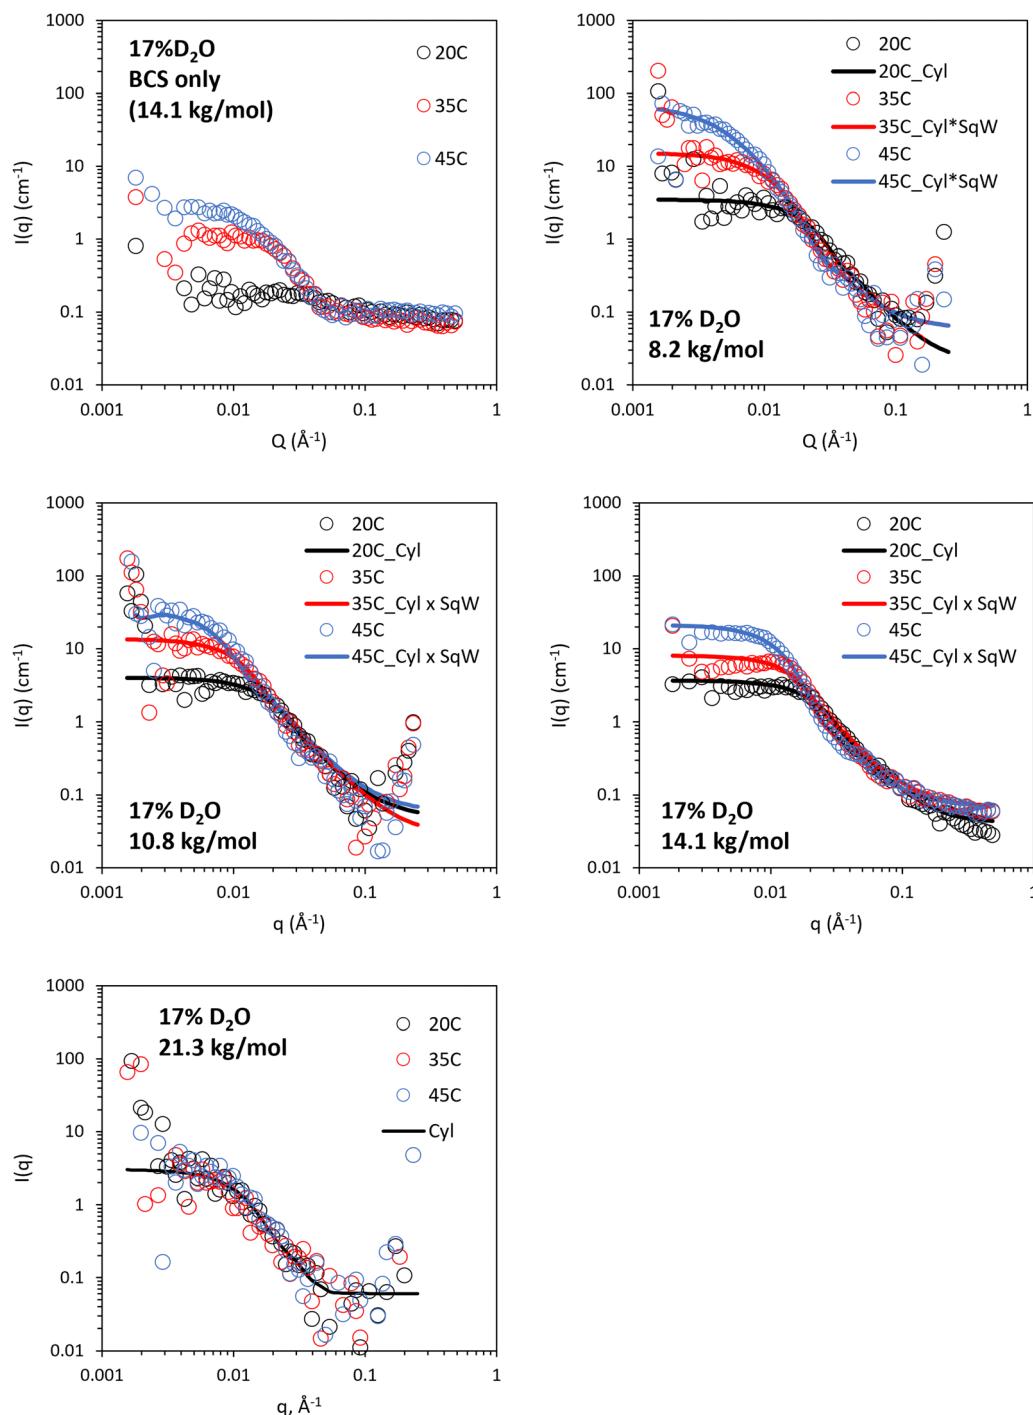 1000
100
10
1
0.1
0.01
I(q) (cm⁻¹)
17%D₂O
BCS only
(14.1 kg/mol)
20C
35C
45C
0.001
0.01
0.1
1
Q (Å⁻¹)
1000
100
10
1
0.1
0.01
I(q) (cm⁻¹)
20C
20C_Cyl
35C
35C_Cyl*SqW
45C
45C_Cyl*SqW
17% D₂O
8.2 kg/mol
0.001
0.01
0.1
1
Q (Å⁻¹)
1000
100
10
1
0.1
0.01
I(q) (cm⁻¹)
20C
20C_Cyl
35C
35C_Cyl x SqW
45C
45C_Cyl x SqW
17% D₂O
10.8 kg/mol
0.001
0.01
0.1
1
q (Å⁻¹)
1000
100
10
1
0.1
0.01
I(q) (cm⁻¹)
20C
20C_Cyl
35C
35C_Cyl x SqW
45C
45C_Cyl x SqW
17% D₂O
14.1 kg/mol
0.001
0.01
0.1
1
q (Å⁻¹)
1000
100
10
1
0.1
0.01
I(q)
17% D₂O
21.3 kg/mol
20C
35C
45C
Cyl
0.001
0.01
0.1
1
q, Å⁻¹